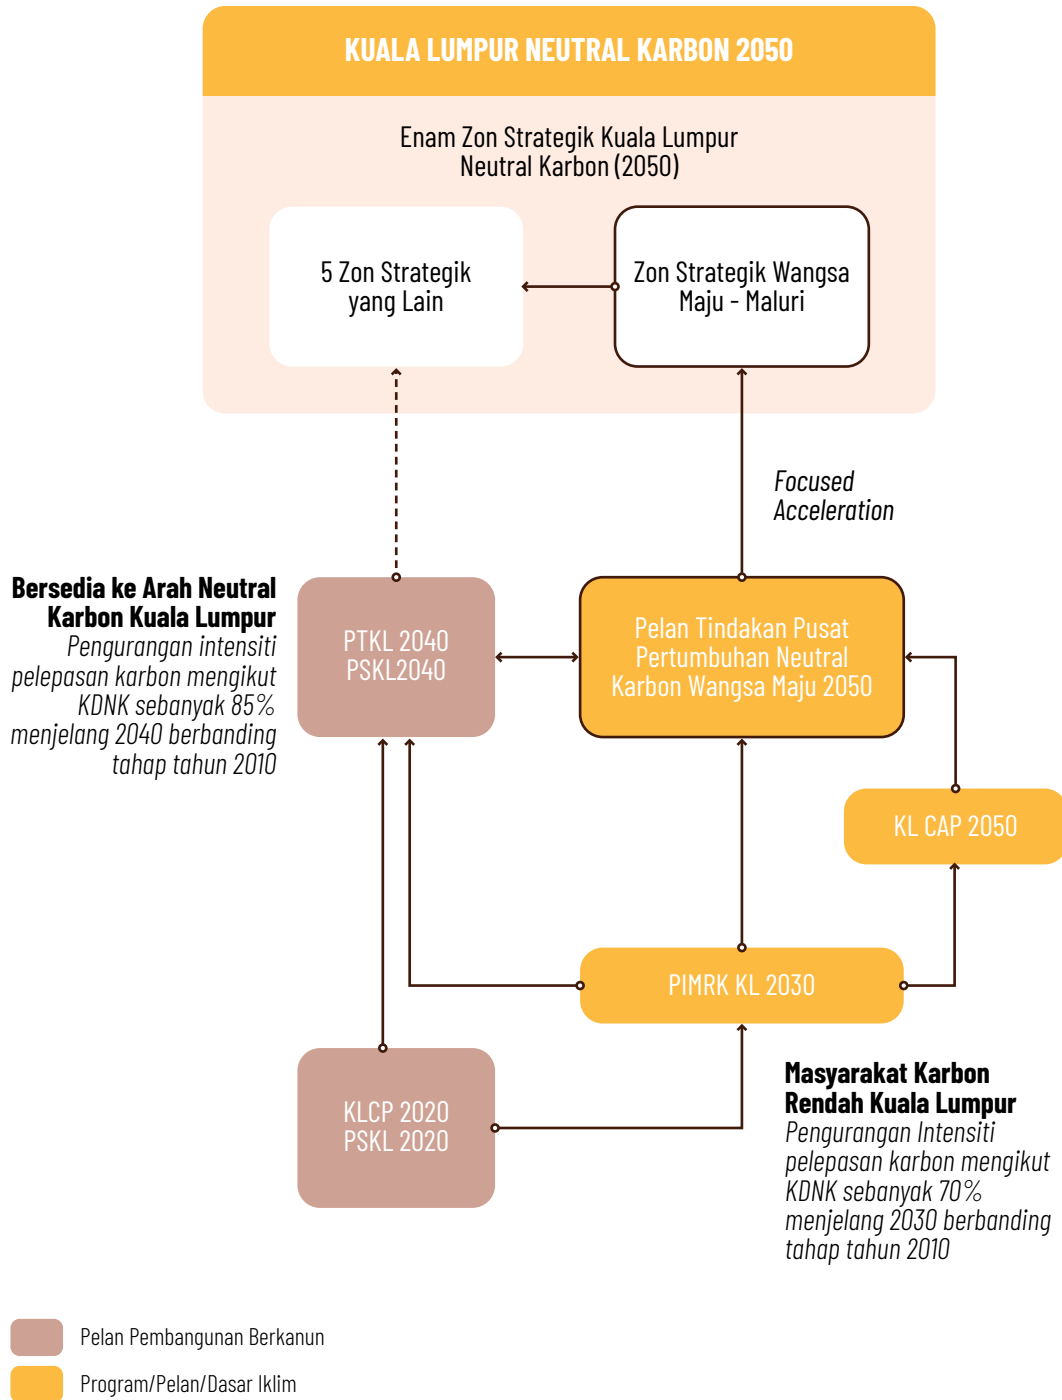 KUALA LUMPUR NEUTRAL KARBON 2050
Enam Zon Strategik Kuala Lumpur
Neutral Karbon (2050)
5 Zon Strategik
yang Lain
Zon Strategik Wangsa
Maju - Maluri
Focused
Acceleration
Bersedia ke Arah Neutral
Karbon Kuala Lumpur
Pengurangan intensiti
pelepasan karbon mengikut
KDNK sebanyak 85%
menjelang 2040 berbanding
tahap tahun 2010
PTKL 2040
PSKL2040
Pelan Tindakan Pusat
Pertumbuhan Neutral
Karbon Wangsa Maju 2050
KL CAP 2050
PIMRK KL 2030
KLCP 2020
PSKL 2020
Masyarakat Karbon
Rendah Kuala Lumpur
Pengurangan Intensiti
pelepasan karbon mengikut
KDNK sebanyak 70%
menjelang 2030 berbanding
tahap tahun 2010
Pelan Pembangunan Berkanun
Program/Pelan/Dasar Iklim